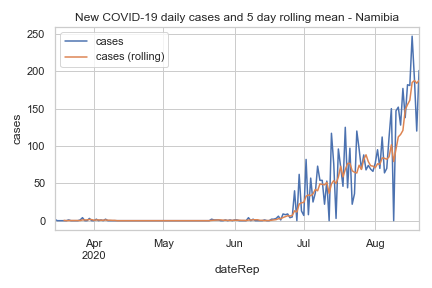 New COVID-19 daily cases and 5 day rolling mean - Namibia
cases
cases (rolling)
250
200
150
100
50
0
cases
Apr
2020
May
Jun
Jul
Aug
dateRep